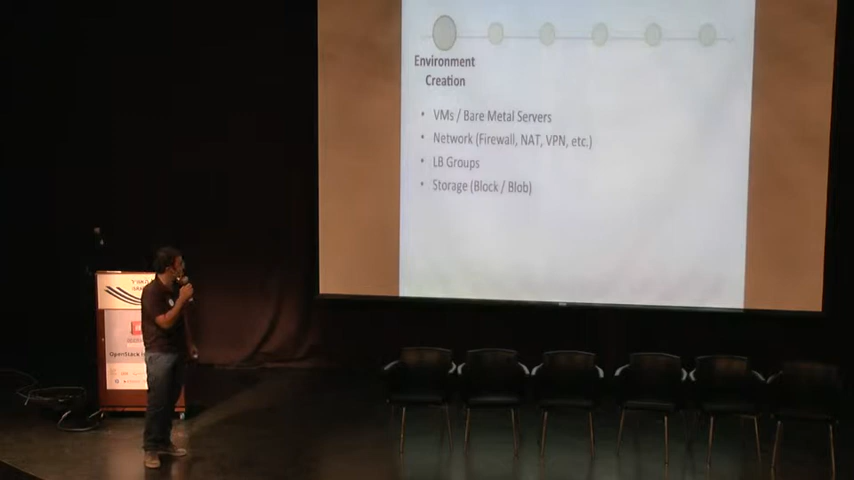 Environment
Creation
• VMs / Bare Metal Servers
• Network (Firewall, NAT, VPN, etc.)
• LB Groups
• Storage (Block / Blob)
OpenStack